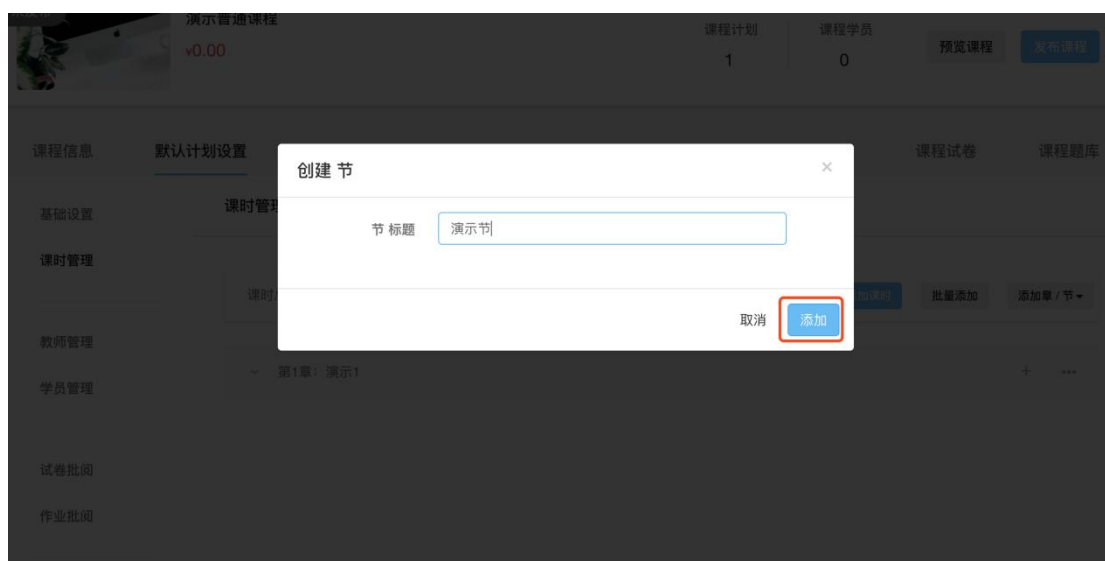 演示普通课程
¥0.00
课程计划
1
课程学员
0
预览课程
发布课程
课程信息
默认计划设置
课程试卷
课程题库
创建 节
×
节 标题
演示节
取消
添加
基础设置
课时管理
课时管理
批量添加
添加章 / 节
教师管理
第1章: 演示1
学员管理
试卷批阅
作业批阅